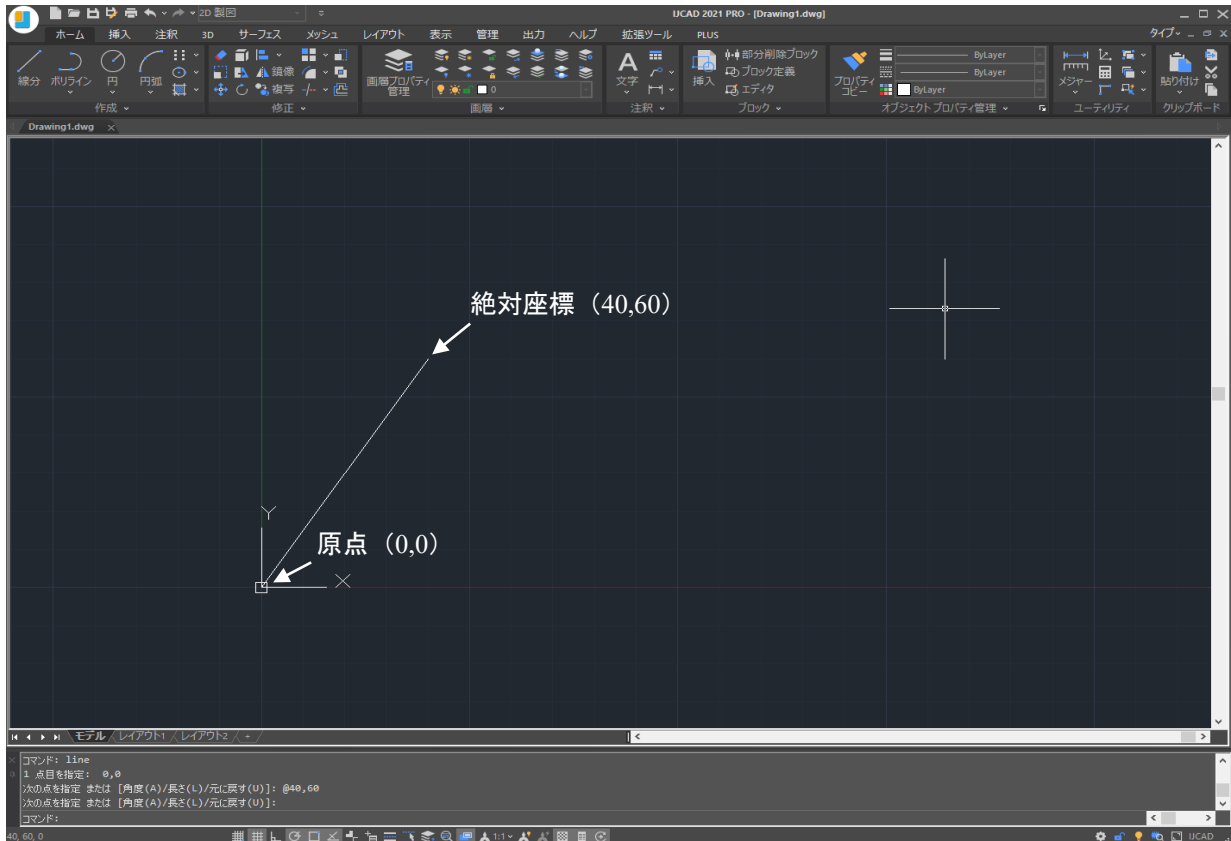 2D 製図
IJCAD 2021 PRO - [Drawing1.dwg]
ホーム 挿入 注釈 3D サーフェス メッシュ レイアウト 表示 管理 出力 ヘルプ 拡張ツール PLUS タイプ
線分 ポリライン 円 円弧
鏡像
複写
作成 修正
画層プロパティ
管理
0
画層
文字
注釈
挿入
部分削除ブロック
ブロック定義
エディタ
ブロック
プロパティ
コピー
ByLayer
ByLayer
ByLayer
オブジェクト プロパティ管理
メジャー
ユーティリティ
貼り付け
クリップボード
Drawing1.dwg
絶対座標（40,60）
Y
原点（0,0）
X
モデル レイアウト1 レイアウト2 +
コマンド: line
1 点目を指定: 0,0
次の点を指定 または [角度(A)/長さ(L)/元に戻す(U)]: @40,60
次の点を指定 または [角度(A)/長さ(L)/元に戻す(U)]:
コマンド:
40, 60, 0
1:1
IJCAD